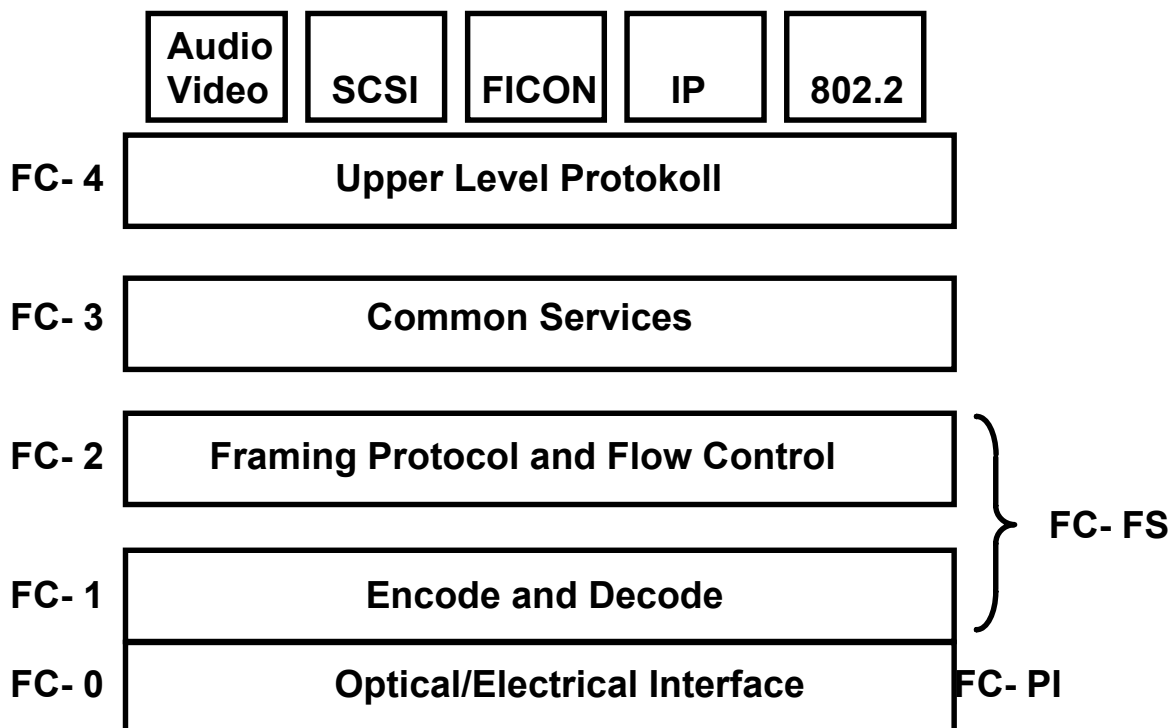 Audio
Video
SCSI
FICON
IP
802.2
FC- 4
Upper Level Protokoll
FC- 3
Common Services
FC- 2
Framing Protocol and Flow Control
FC- FS
FC- 1
Encode and Decode
FC- 0
Optical/Electrical Interface
FC- PI